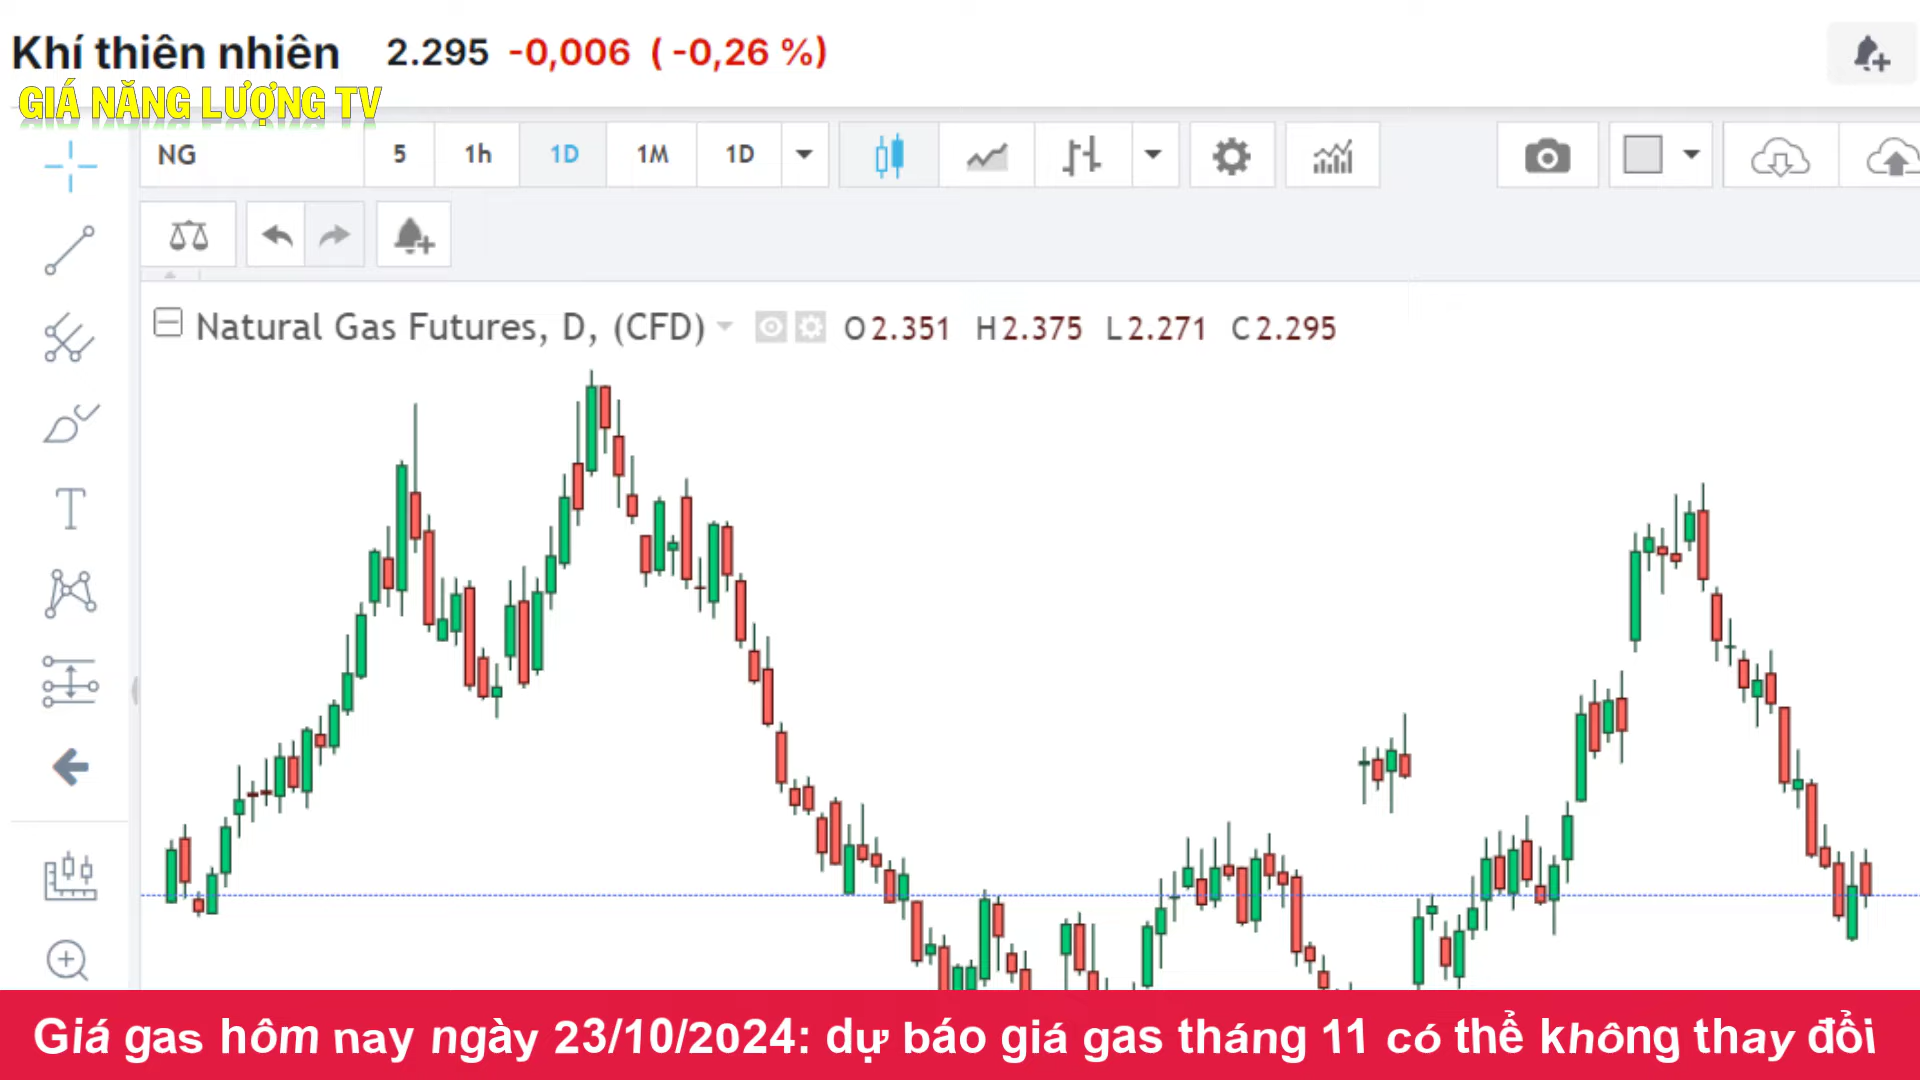 Khí thiên nhiên 2.295 -0,006 ( -0,26 %)
GIÁ NĂNG LƯỢNG TV
NG 5 1h 1D 1M 1D
Natural Gas Futures, D, (CFD) O2.351 H2.375 L2.271 C2.295
Giá gas hôm nay ngày 23/10/2024: dự báo giá gas tháng 11 có thể không thay đổi